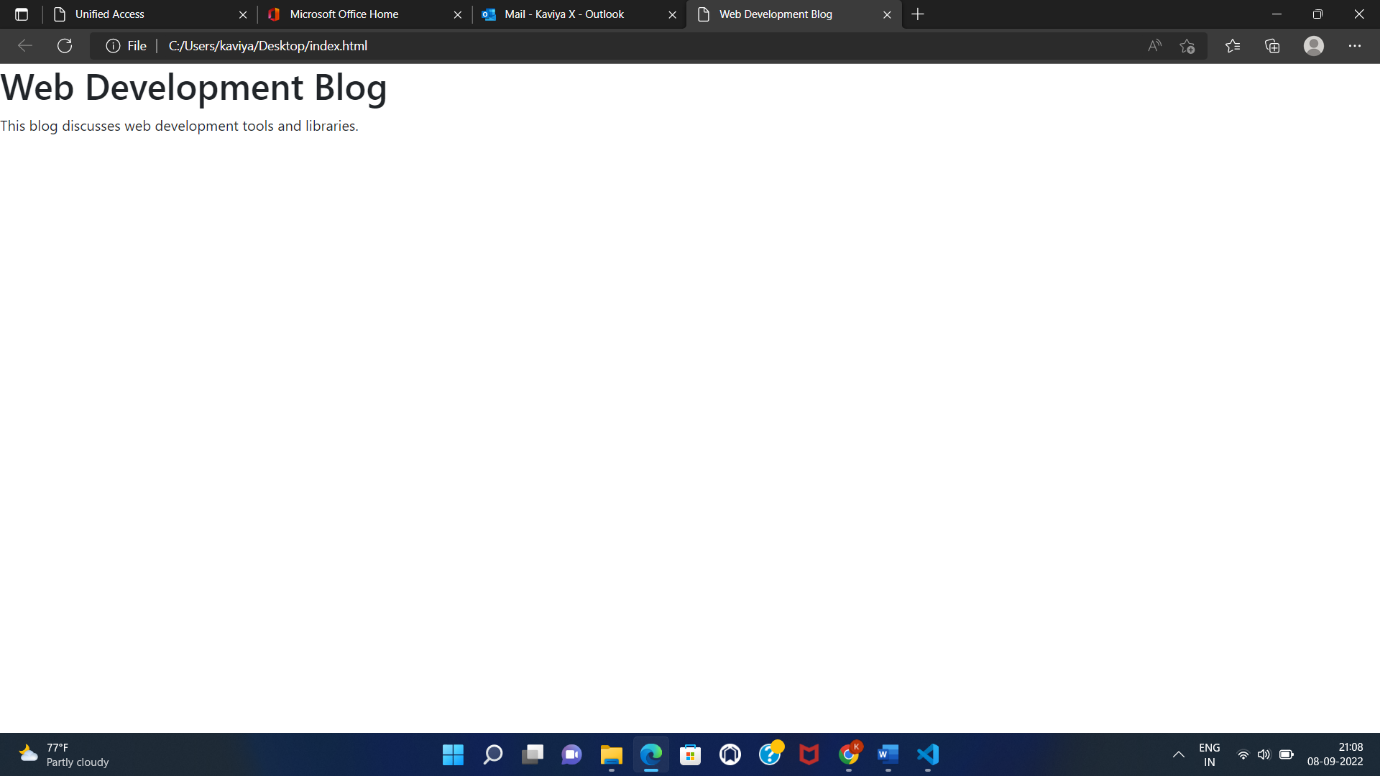 Unified Access
Microsoft Office Home
Mail - Kaviya X - Outlook
Web Development Blog
File
C:/Users/kaviya/Desktop/index.html
Web Development Blog
This blog discusses web development tools and libraries.
77°F
Partly cloudy
K
ENG
IN
21:08
08-09-2022